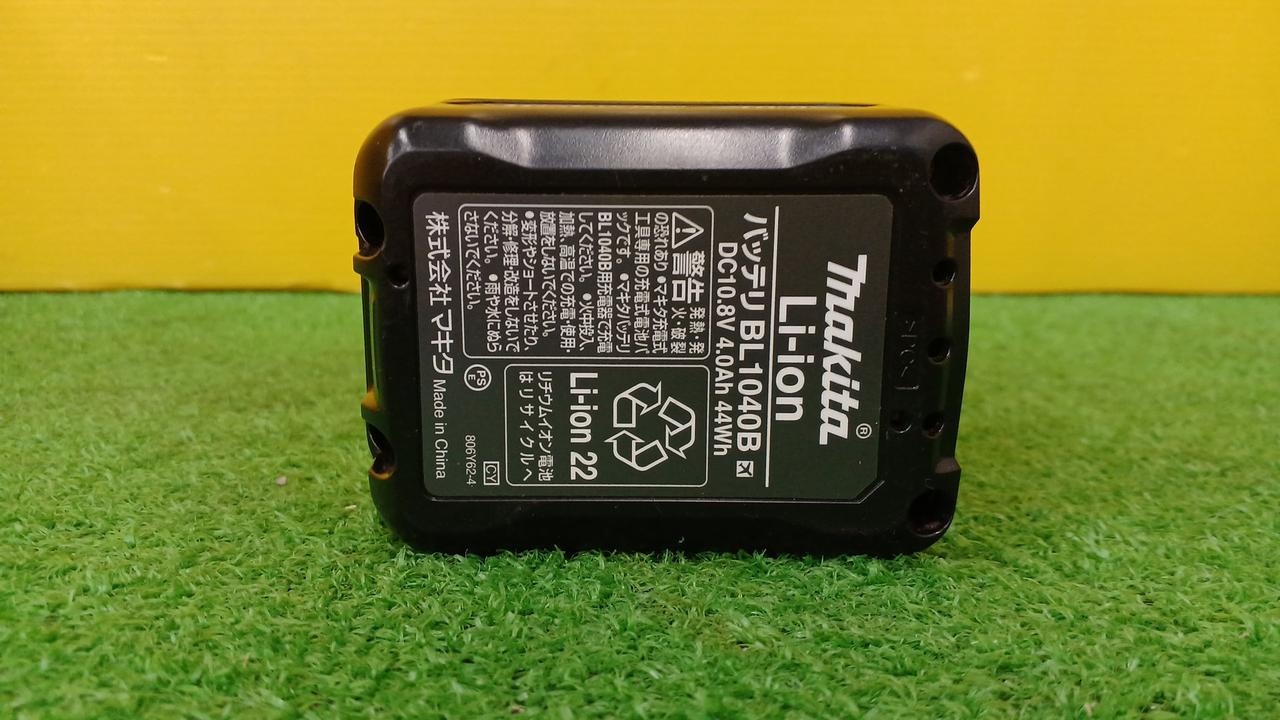 makita®
Li-ion
バッテリ BL1040B
DC10.8V 4.0Ah 44Wh
⚠警告 発熱・発
火・破裂
の恐れあり ●マキタ充電式
工具専用の充電式電池パ
ックです。 ●マキタバッテリ
BL1040B用充電器で充電
してください。 ●火中投入、
加熱、高温での充電・使用・
放置をしないでください。
●変形やショートさせたり、
分解・修理・改造をしないで
ください。 ●雨や水にぬら
さないでください。
Li-ion 22
リチウムイオン電池
はリサイクルへ
PS
E
CY
806Y62-4
株式会社 マキタ Made in China